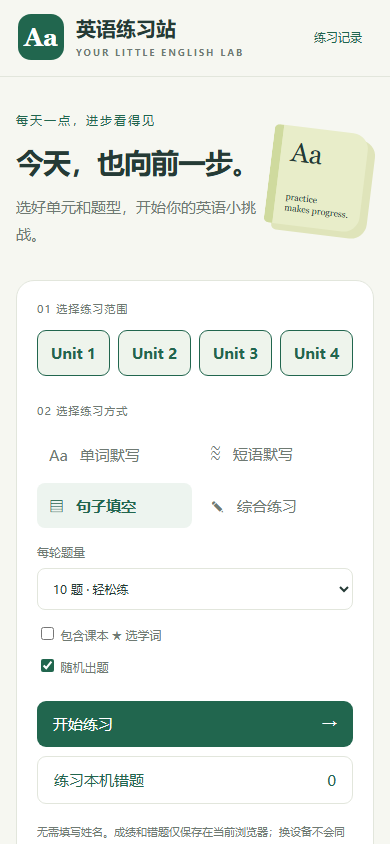 Aa
英语练习站
YOUR LITTLE ENGLISH LAB
练习记录
每天一点，进步看得见
今天，也向前一步。
选好单元和题型，开始你的英语小挑
战。
Aa
practice
makes progress.
01 选择练习范围
Unit 1
Unit 2
Unit 3
Unit 4
02 选择练习方式
Aa 单词默写
短语默写
句子填空
综合练习
每轮题量
10 题 · 轻松练
包含课本 ★ 选学词
随机出题
开始练习 →
练习本机错题 0
无需填写姓名。成绩和错题仅保存在当前浏览器；换设备不会同